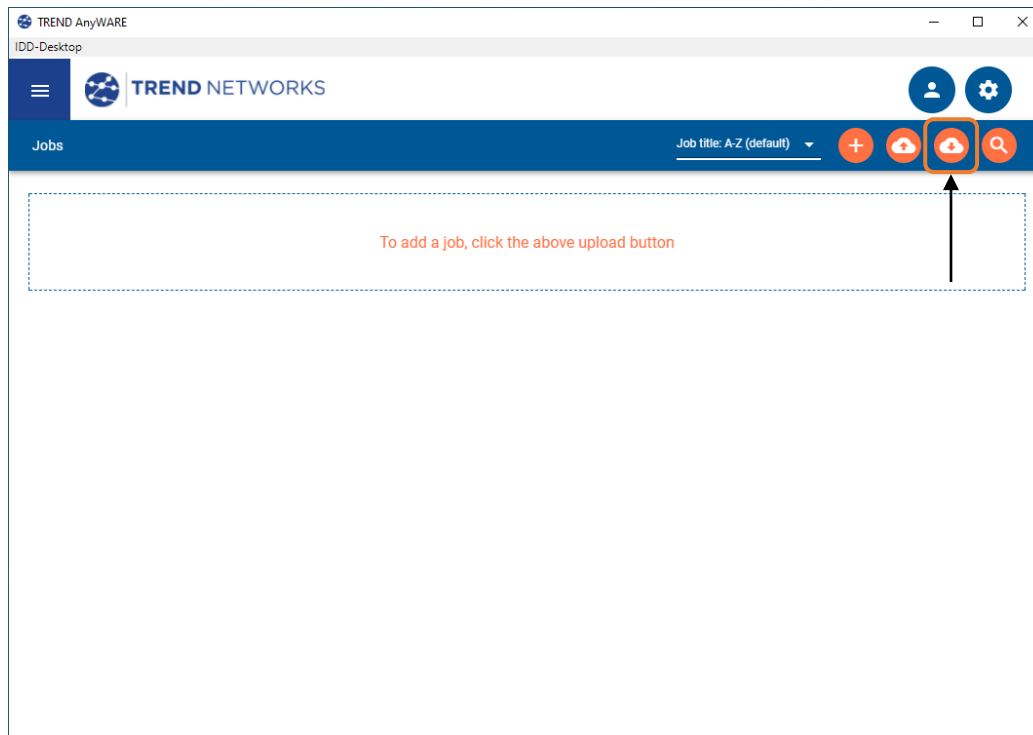 TREND AnyWARE
IDD-Desktop
TREND NETWORKS
Jobs
Job title: A-Z (default)
To add a job, click the above upload button